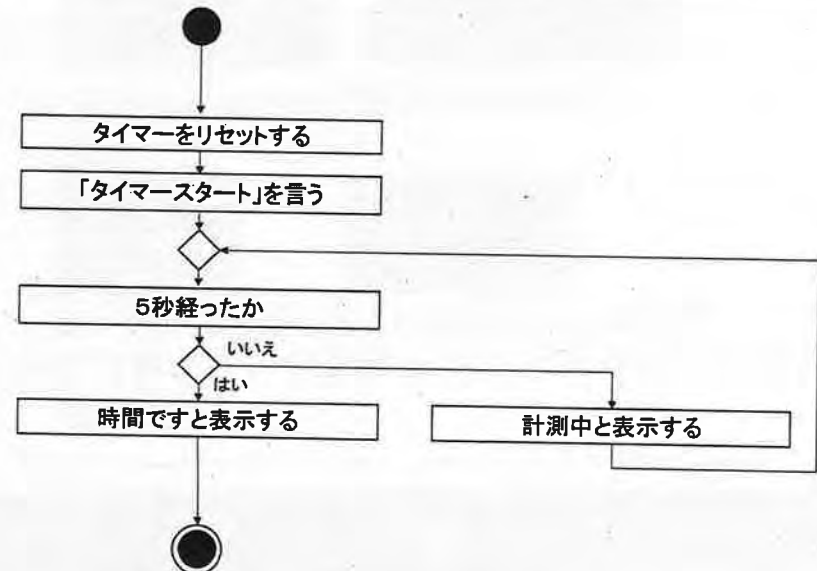 タイマーをリセットする
「タイマースタート」を言う
5秒経ったか
いいえ
はい
時間ですと表示する
計測中と表示する